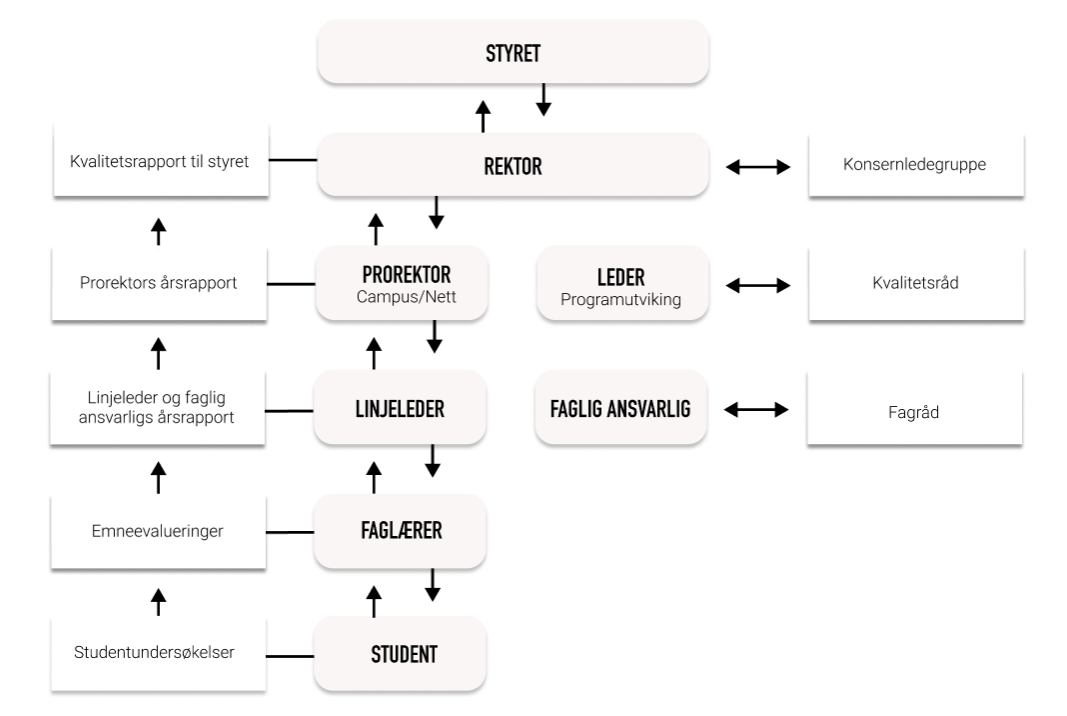 STYRET
Kvalitetsrapport til styret
REKTOR
Konsernledegruppe
Prorektors årsrapport
PROREKTOR
Campus/Nett
LEDER
Programutviking
Kvalitetsråd
Linjeleder og faglig
ansvarligs årsrapport
LINJELEDER
FAGLIG ANSVARLIG
Fagråd
Emneevalueringer
FAGLÆRER
Studentundersøkelser
STUDENT